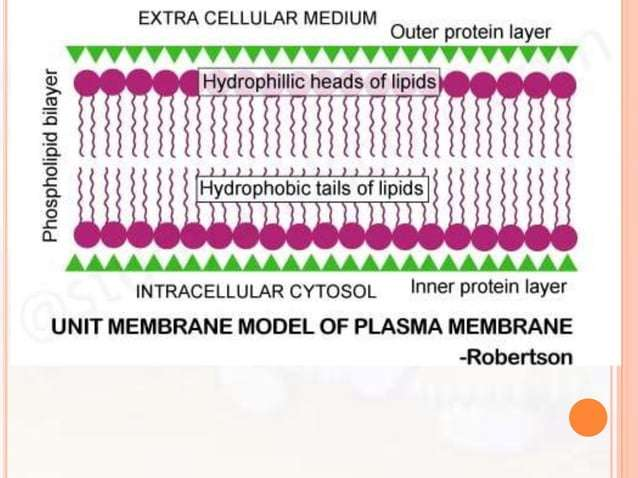 EXTRA CELLULAR MEDIUM
Outer protein layer
Hydrophillic heads of lipids
Phospholipid bilayer
Hydrophobic tails of lipids
INTRACELLULAR CYTOSOL
Inner protein layer
UNIT MEMBRANE MODEL OF PLASMA MEMBRANE
-Robertson